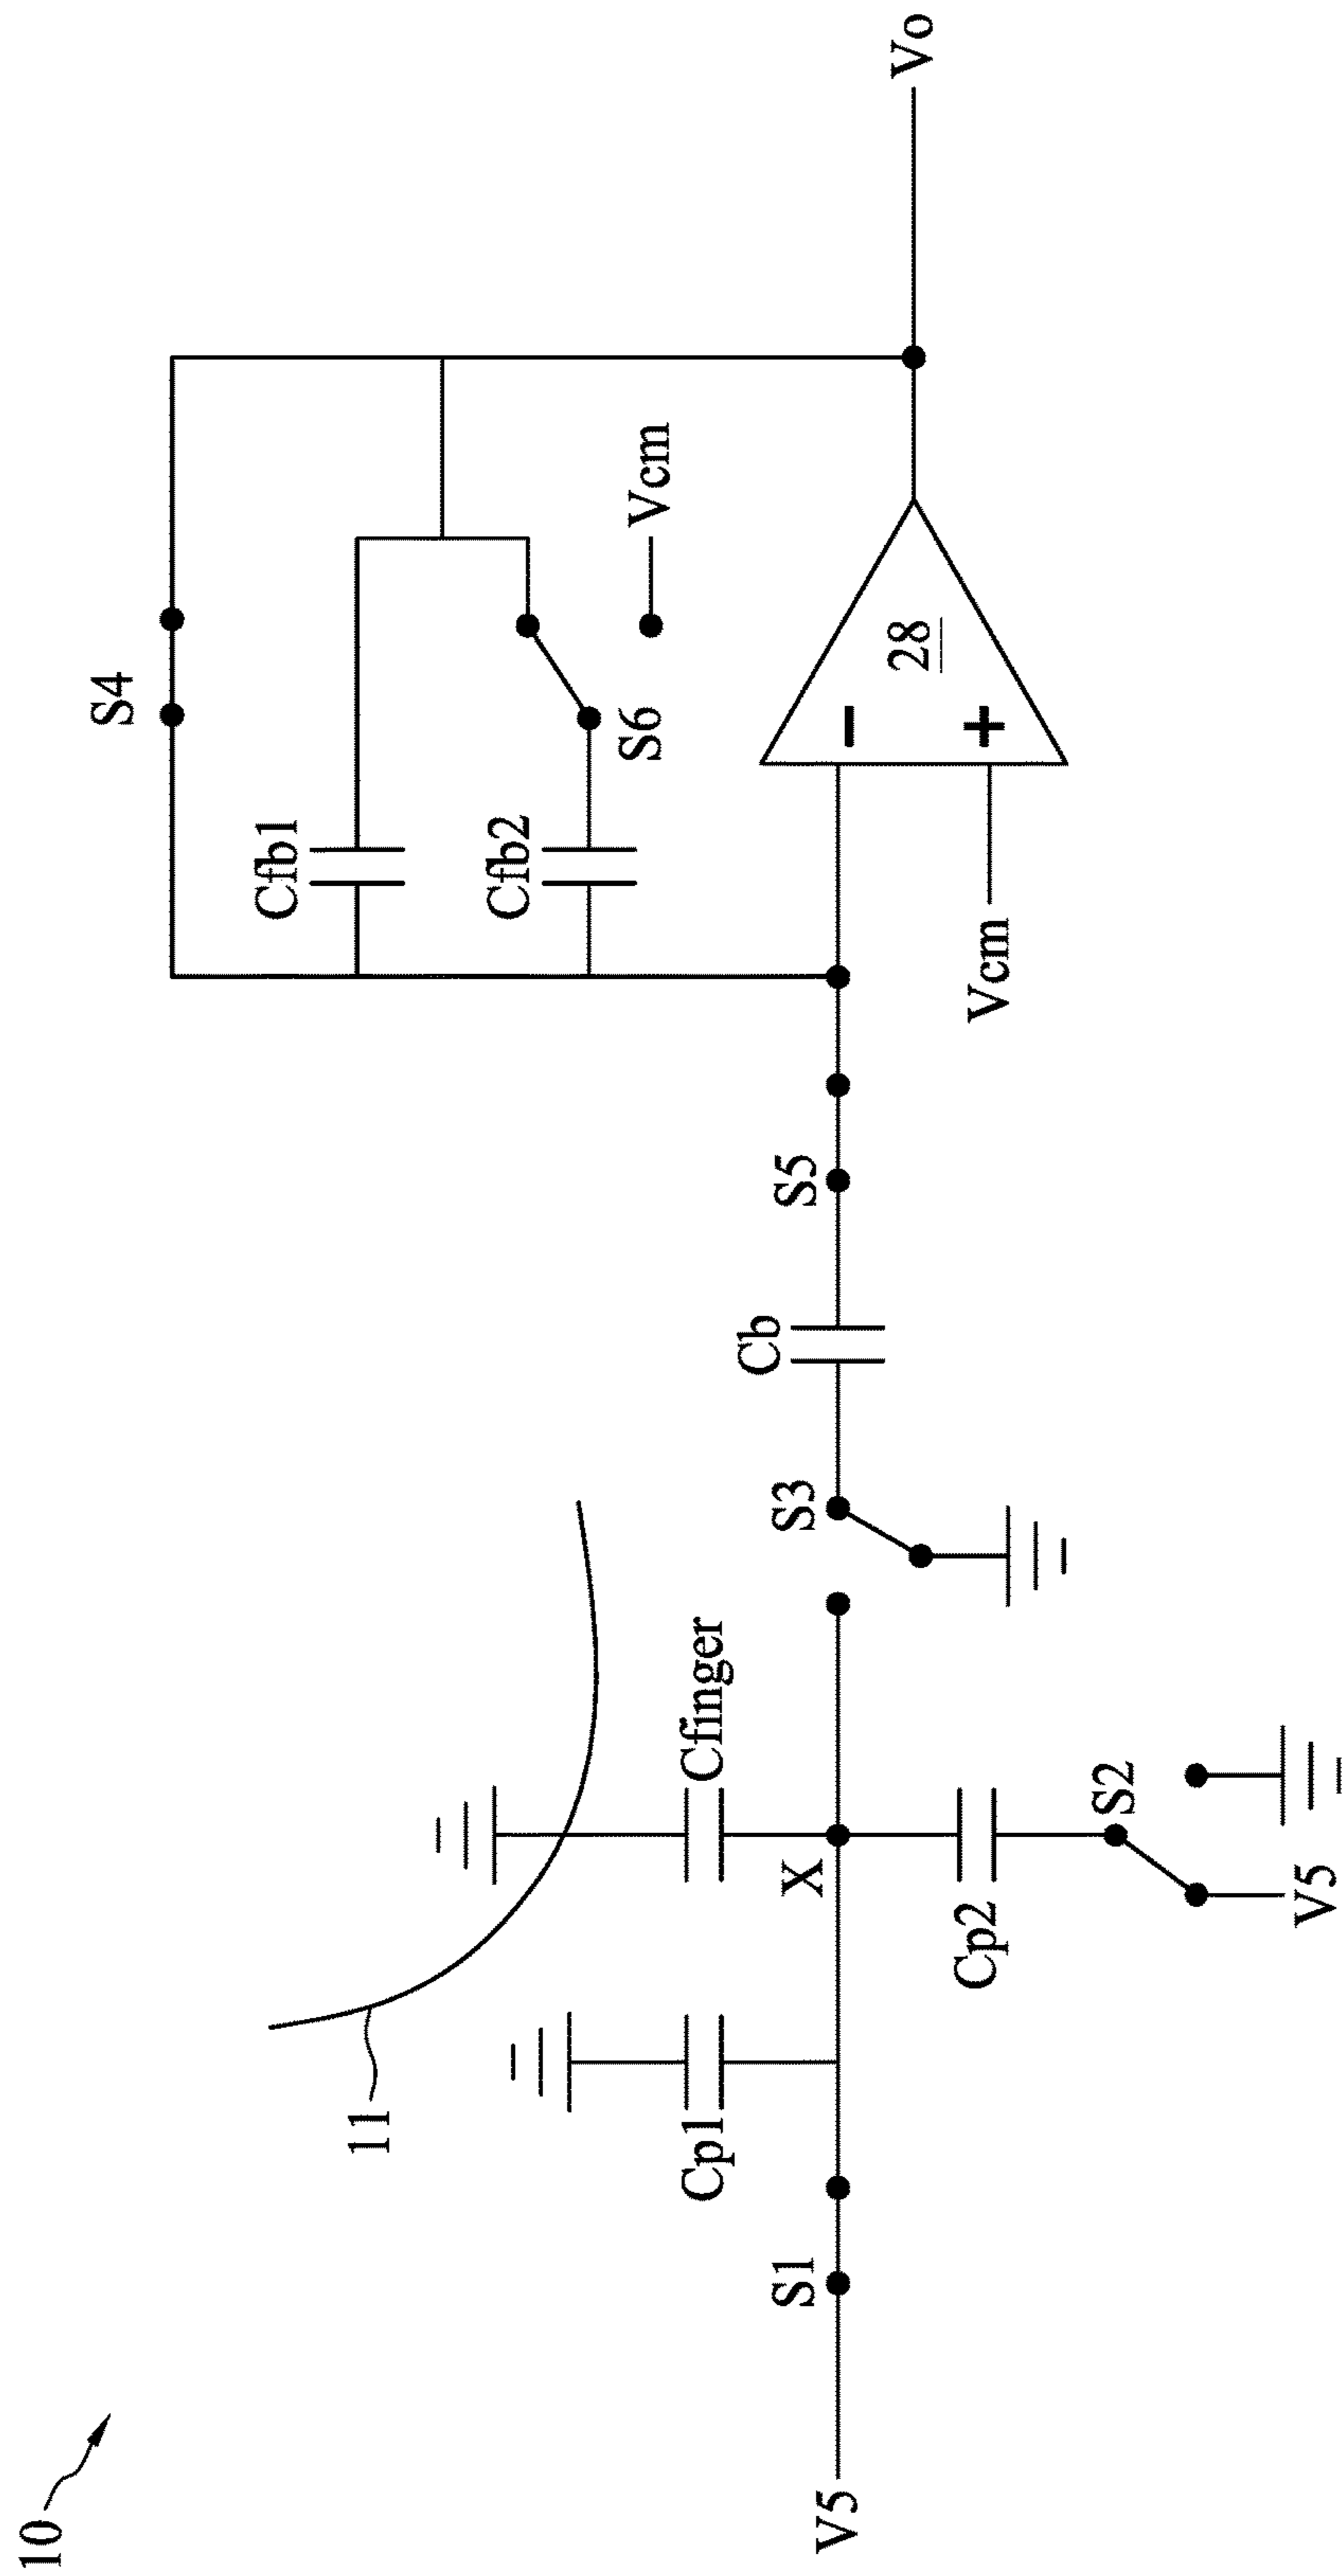 10
11
S4
Cfb1
Cfb2
S6
Vcm
Vo
28
−
+
Vcm
S5
Cb
S3
Cfinger
X
Cp1
Cp2
S2
V5
S1
V5